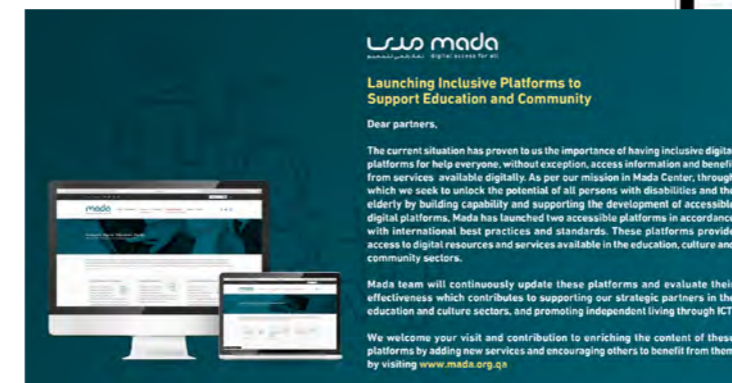 مدى mada
نفاذ رقمي للجميع digital access for all
Launching Inclusive Platforms to
Support Education and Community
Dear partners,
The current situation has proven to us the importance of having inclusive digita
platforms for help everyone, without exception, access information and benefi
from services available digitally. As per our mission in Mada Center, through
which we seek to unlock the potential of all persons with disabilities and the
elderly by building capability and supporting the development of accessible
digital platforms, Mada has launched two accessible platforms in accordance
with international best practices and standards. These platforms provide
access to digital resources and services available in the education, culture and
community sectors.
Mada team will continuously update these platforms and evaluate thei
effectiveness which contributes to supporting our strategic partners in the
education and culture sectors, and promoting independent living through ICT
We welcome your visit and contribution to enriching the content of these
platforms by adding new services and encouraging others to benefit from them
by visiting www.mada.org.qa
mada